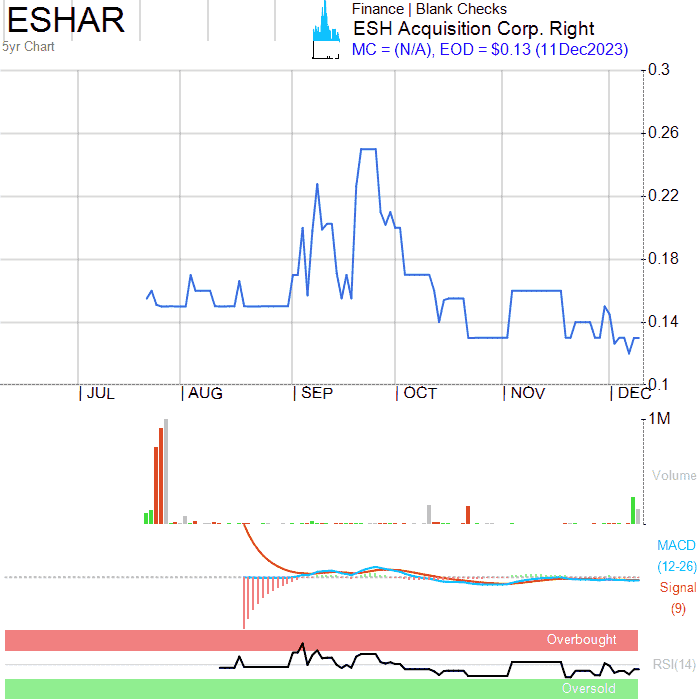 ESHAR
5yr Chart
Finance | Blank Checks
ESH Acquisition Corp. Right
MC = (N/A), EOD = $0.13 (11Dec2023)
0.3
0.26
0.22
0.18
0.14
0.1
JUL AUG SEP OCT NOV DEC
1M
Volume
MACD
(12-26)
Signal
(9)
Overbought
RSI(14)
Oversold